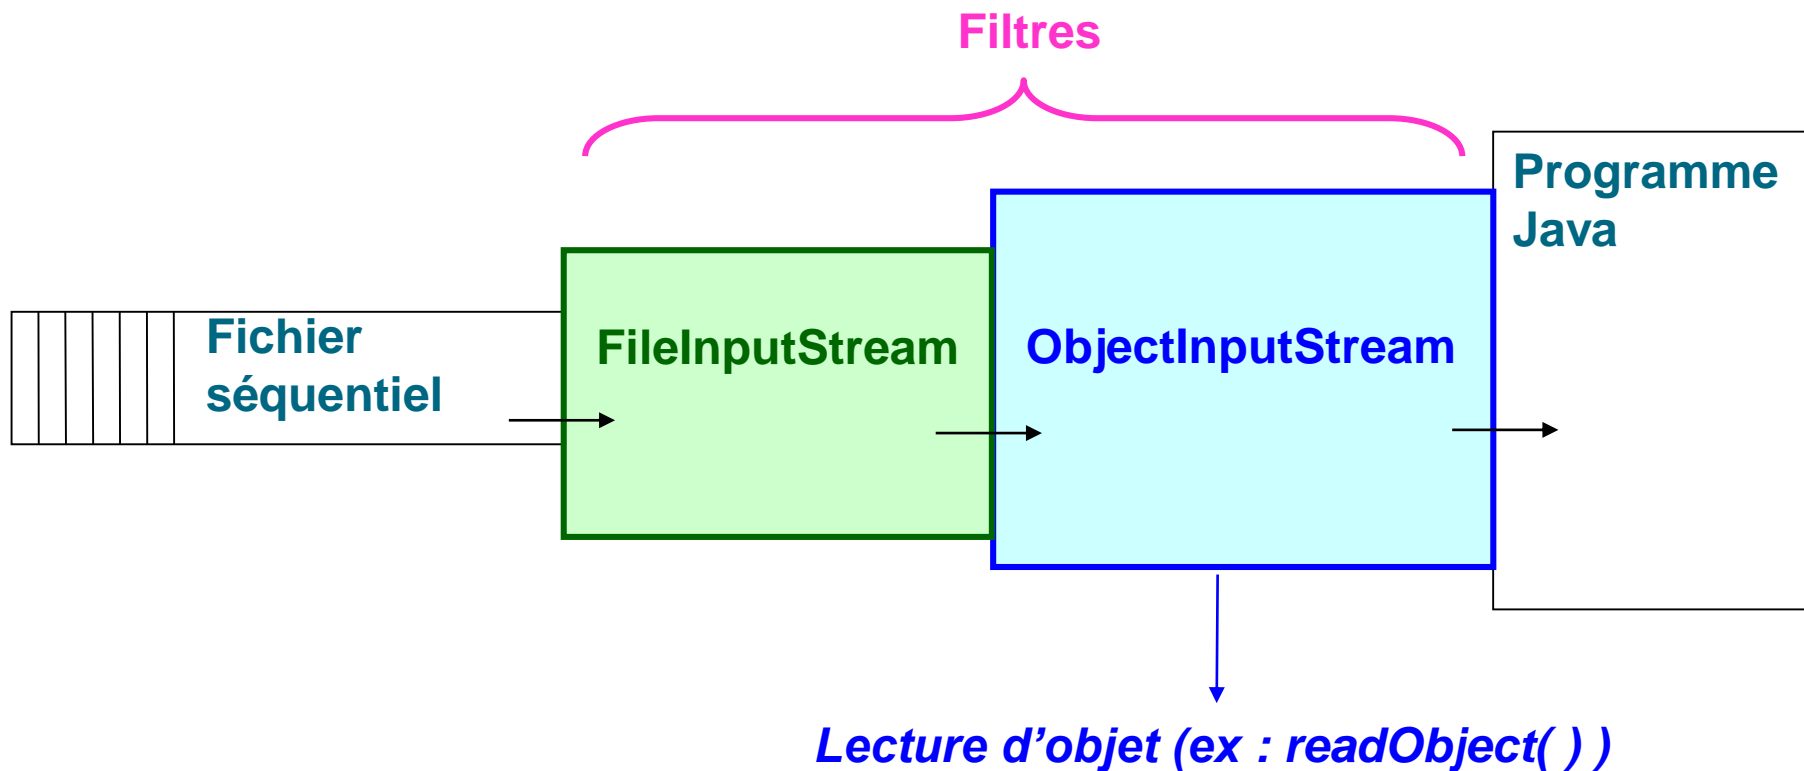 Filtres
Programme
Java
Fichier
séquentiel
FileInputStream
ObjectInputStream
Lecture d’objet (ex : readObject( ) )